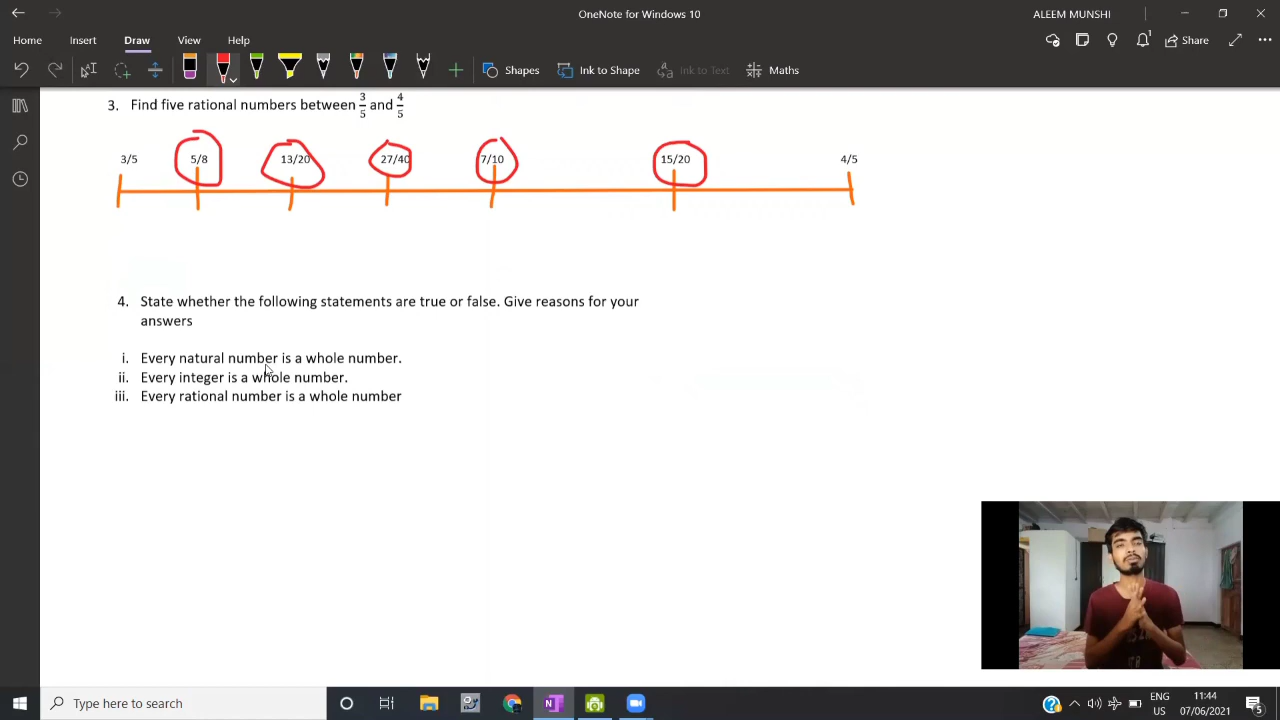 OneNote for Windows 10
ALEEM MUNSHI
Home Insert Draw View Help
Share
Shapes Ink to Shape Ink to Text Maths
3. Find five rational numbers between 3/5 and 4/5
3/5 5/8 13/20 27/40 7/10 15/20 4/5
4. State whether the following statements are true or false. Give reasons for your
answers
i. Every natural number is a whole number.
ii. Every integer is a whole number.
iii. Every rational number is a whole number
Type here to search
ENG
US
11:44
07/06/2021
5